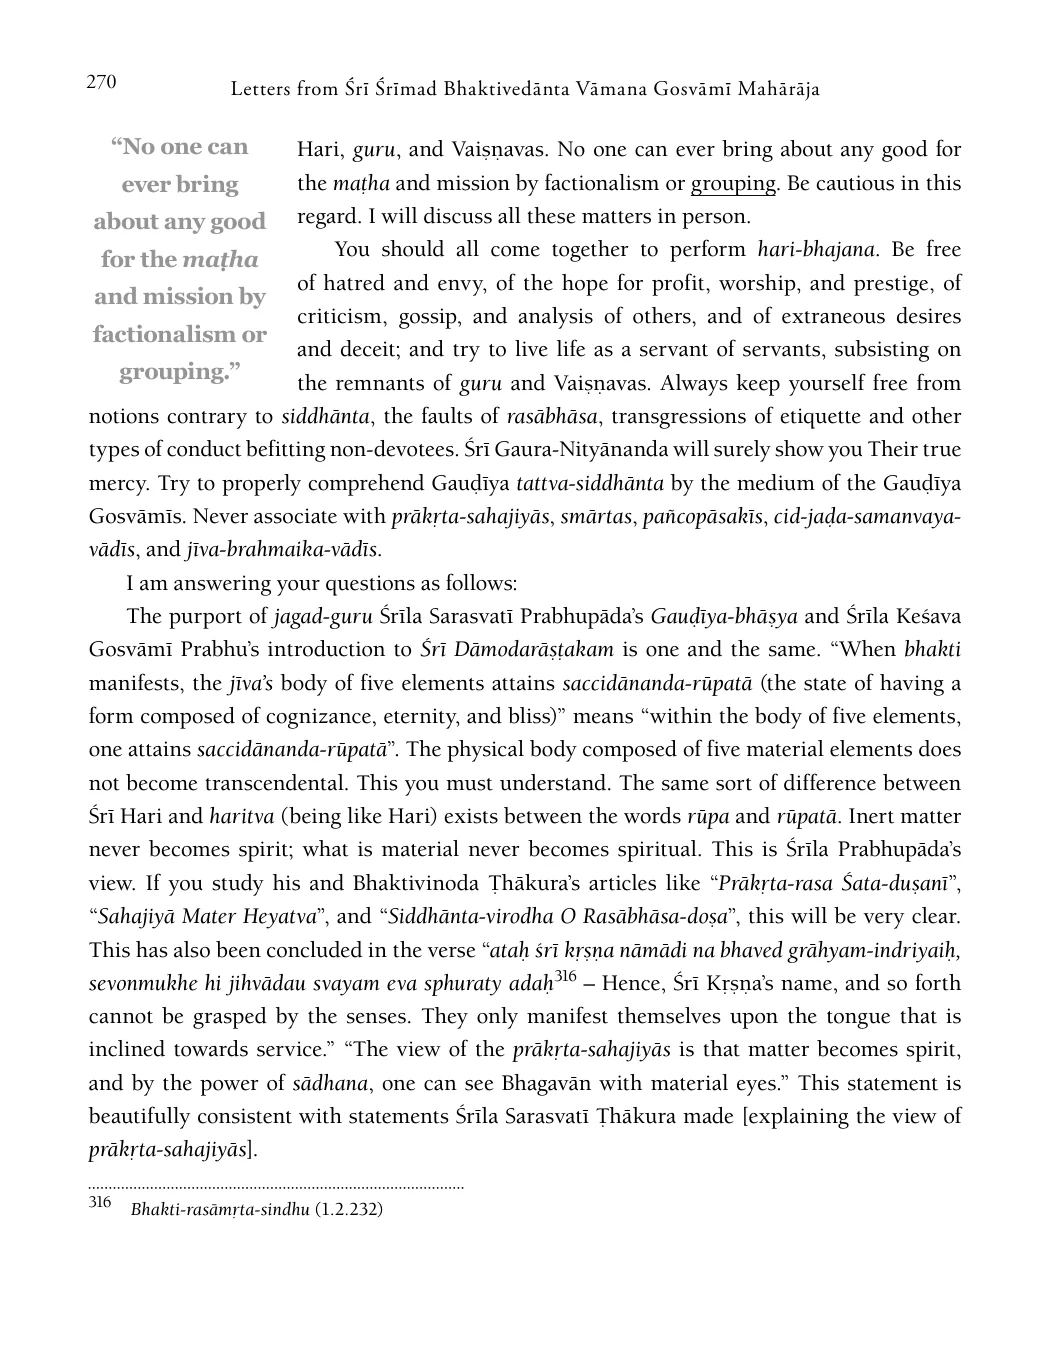 270
Letters from Śrī Śrīmad Bhaktivedānta Vāmana Gosvāmī Mahārāja
“No one can
ever bring
about any good
for the maṭha
and mission by
factionalism or
grouping.”
Hari, guru, and Vaiṣṇavas. No one can ever bring about any good for
the maṭha and mission by factionalism or grouping. Be cautious in this
regard. I will discuss all these matters in person.
You should all come together to perform hari-bhajana. Be free
of hatred and envy, of the hope for profit, worship, and prestige, of
criticism, gossip, and analysis of others, and of extraneous desires
and deceit; and try to live life as a servant of servants, subsisting on
the remnants of guru and Vaiṣṇavas. Always keep yourself free from
notions contrary to siddhānta, the faults of rasābhāsa, transgressions of etiquette and other
types of conduct befitting non-devotees. Śrī Gaura-Nityānanda will surely show you Their true
mercy. Try to properly comprehend Gauḍīya tattva-siddhānta by the medium of the Gauḍīya
Gosvāmīs. Never associate with prākṛta-sahajiyās, smārtas, pañcopāsakīs, cid-jaḍa-samanvaya-
vādīs, and jīva-brahmaika-vādīs.
I am answering your questions as follows:
The purport of jagad-guru Śrīla Sarasvatī Prabhupāda’s Gauḍīya-bhāṣya and Śrīla Keśava
Gosvāmī Prabhu’s introduction to Śrī Dāmodarāṣṭakam is one and the same. “When bhakti
manifests, the jīva’s body of five elements attains saccidānanda-rūpatā (the state of having a
form composed of cognizance, eternity, and bliss)” means “within the body of five elements,
one attains saccidānanda-rūpatā”. The physical body composed of five material elements does
not become transcendental. This you must understand. The same sort of difference between
Śrī Hari and haritva (being like Hari) exists between the words rūpa and rūpatā. Inert matter
never becomes spirit; what is material never becomes spiritual. This is Śrīla Prabhupāda’s
view. If you study his and Bhaktivinoda Ṭhākura’s articles like “Prākṛta-rasa Śata-duṣanī”,
“Sahajiyā Mater Heyatva”, and “Siddhānta-virodha O Rasābhāsa-doṣa”, this will be very clear.
This has also been concluded in the verse “ataḥ śrī kṛṣṇa nāmādi na bhaved grāhyam-indriyaiḥ,
sevonmukhe hi jihvādau svayam eva sphuraty adaḥ316 – Hence, Śrī Kṛṣṇa’s name, and so forth
cannot be grasped by the senses. They only manifest themselves upon the tongue that is
inclined towards service.” “The view of the prākṛta-sahajiyās is that matter becomes spirit,
and by the power of sādhana, one can see Bhagavān with material eyes.” This statement is
beautifully consistent with statements Śrīla Sarasvatī Ṭhākura made [explaining the view of
prākṛta-sahajiyās].
316 Bhakti-rasāmṛta-sindhu (1.2.232)